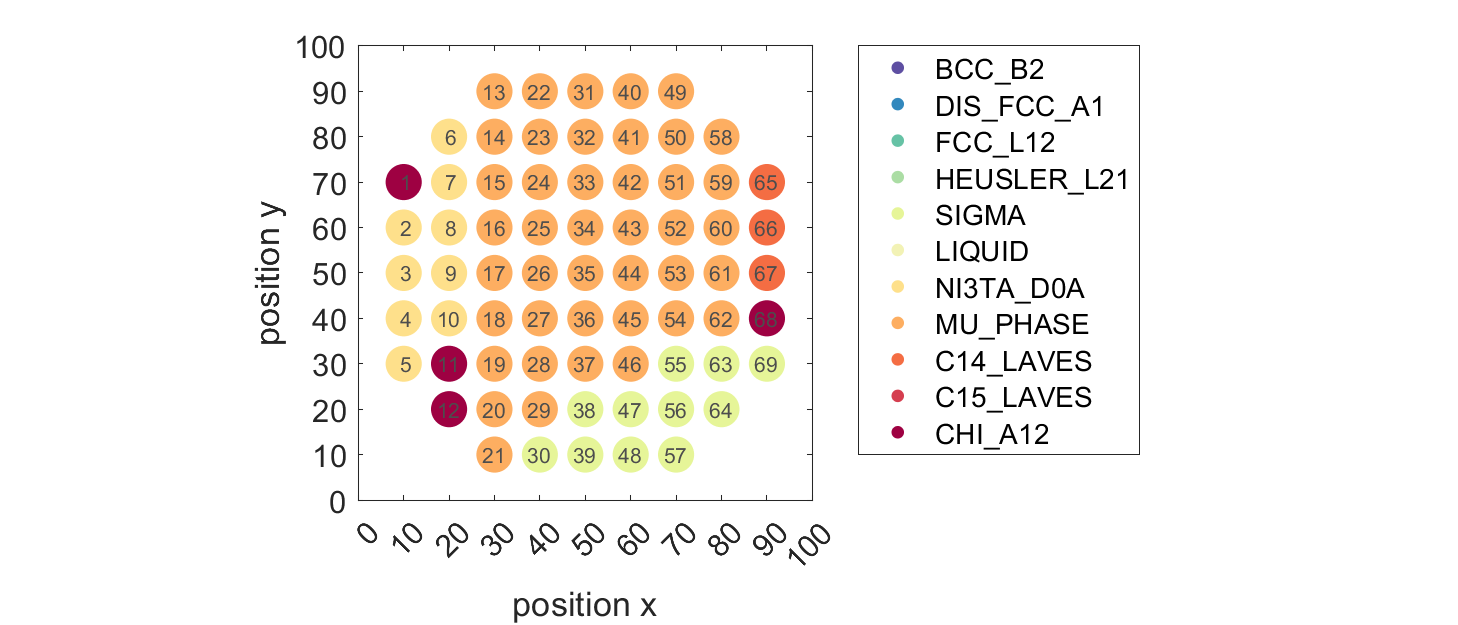 100
90
80
70
60
50
40
30
20
10
0
13 22 31 40 49
6 14 23 32 41 50 58
1 7 15 24 33 42 51 59 65
2 8 16 25 34 43 52 60 66
3 9 17 26 35 44 53 61 67
4 10 18 27 36 45 54 62 68
5 11 19 28 37 46 55 63 69
12 20 29 38 47 56 64
21 30 39 48 57
0 10 20 30 40 50 60 70 80 90 100
position x
position y
BCC_B2
DIS_FCC_A1
FCC_L12
HEUSLER_L21
SIGMA
LIQUID
NI3TA_D0A
MU_PHASE
C14_LAVES
C15_LAVES
CHI_A12